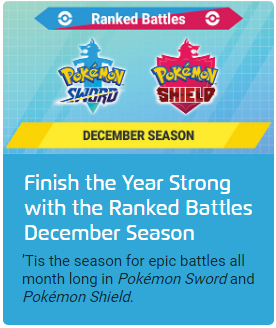 Ranked Battles
POKéMON
SWORD
POKéMON
SHIELD
DECEMBER SEASON
Finish the Year Strong
with the Ranked Battles
December Season
‘Tis the season for epic battles all
month long in Pokémon Sword and
Pokémon Shield.